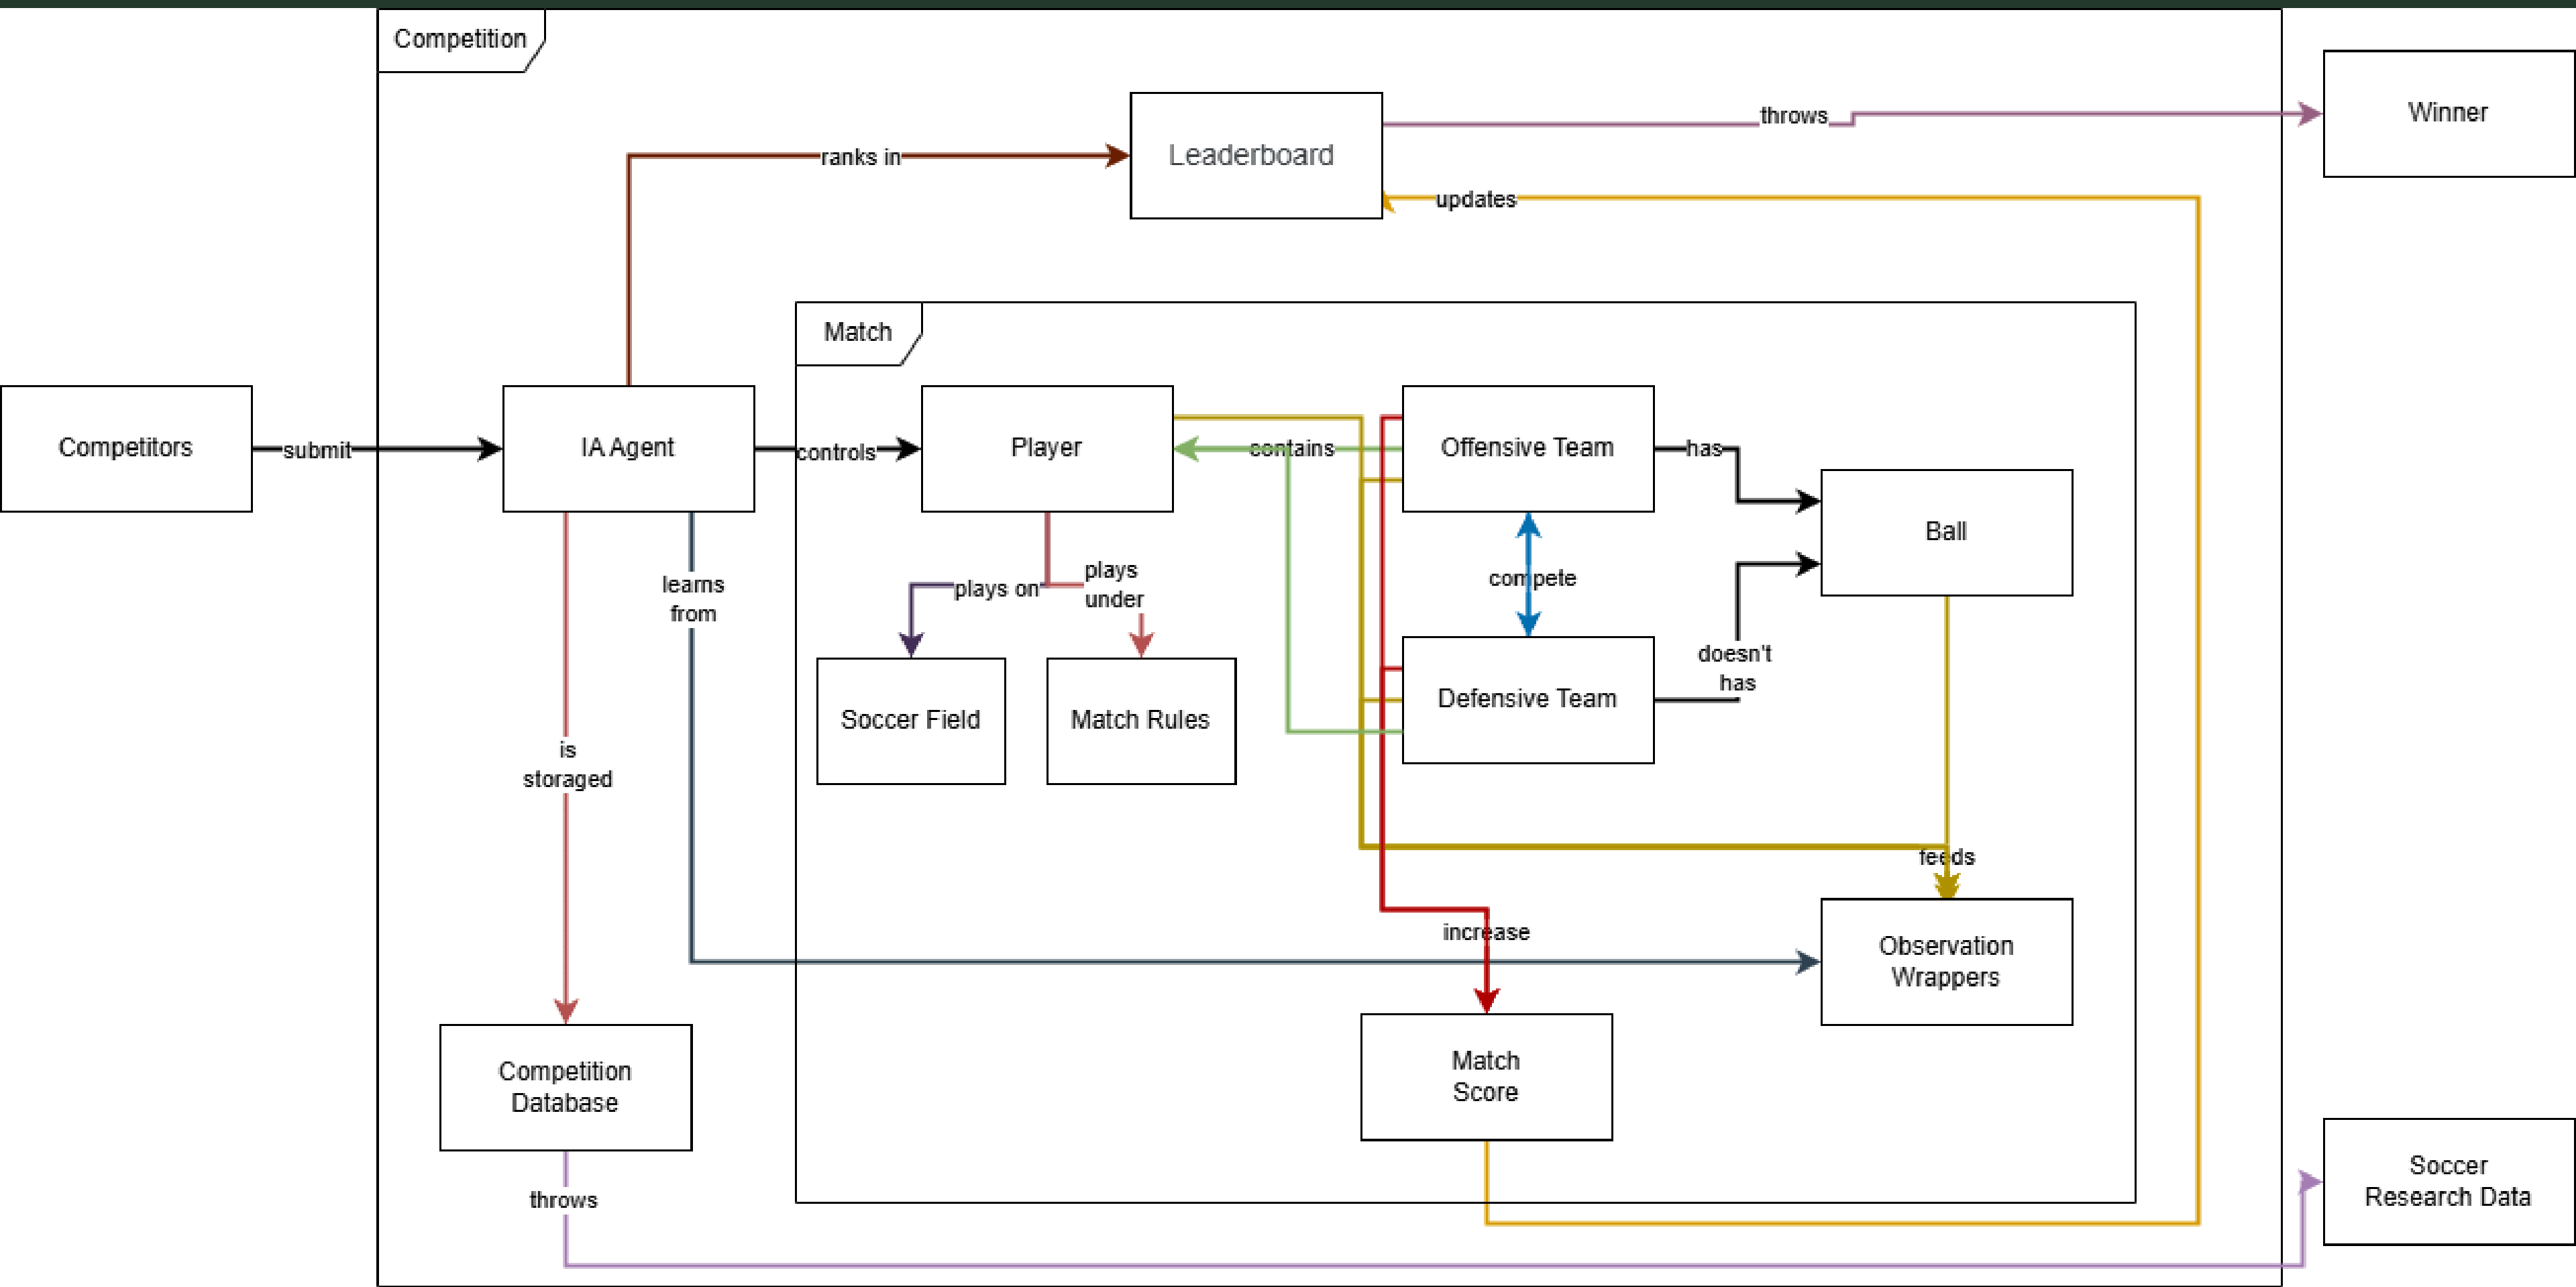 Competition
Winner
throws
Leaderboard
ranks in
updates
Match
Competitors
submit
IA Agent
controls
Player
contains
Offensive Team
has
Ball
learns
from
plays on
plays
under
compete
doesn't
has
Soccer Field
Match Rules
Defensive Team
is
storaged
feeds
increase
Observation
Wrappers
Competition
Database
Match
Score
throws
Soccer
Research Data